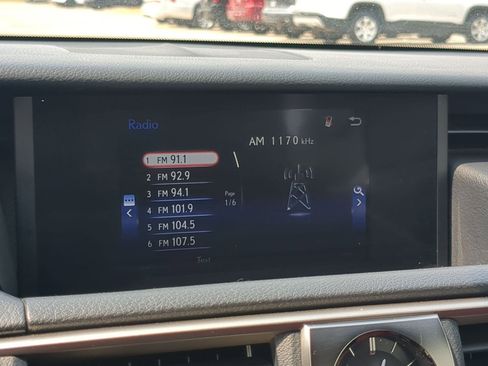 Radio
AM 1170 kHz
1 FM 91.1
2 FM 92.9
3 FM 94.1
4 FM 101.9
5 FM 104.5
6 FM 107.5
Page
1/6
Text